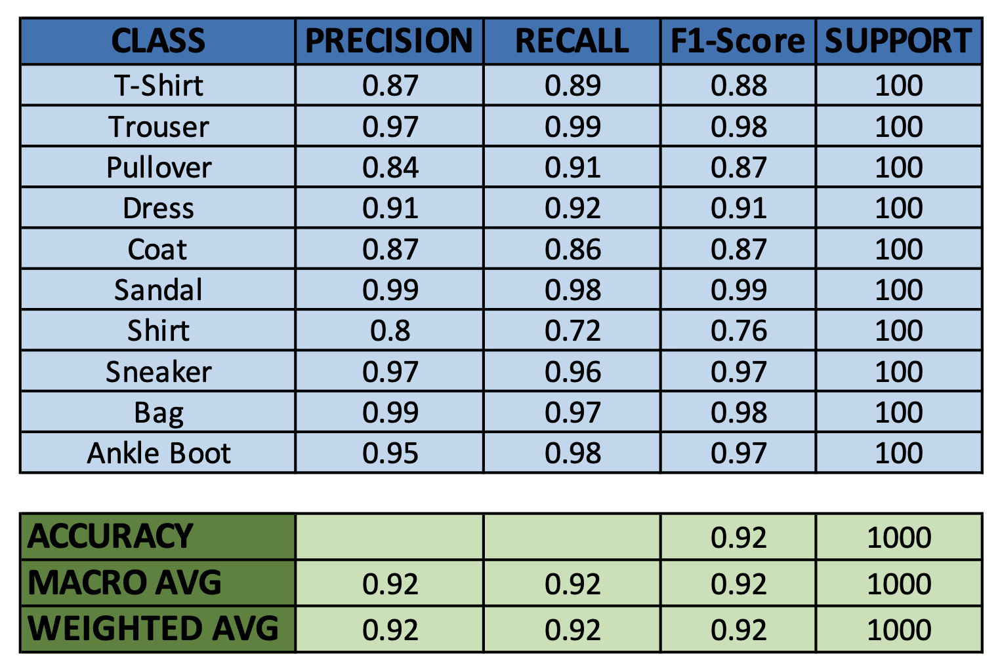 CLASS PRECISION RECALL F1-Score SUPPORT
T-Shirt 0.87 0.89 0.88 100
Trouser 0.97 0.99 0.98 100
Pullover 0.84 0.91 0.87 100
Dress 0.91 0.92 0.91 100
Coat 0.87 0.86 0.87 100
Sandal 0.99 0.98 0.99 100
Shirt 0.8 0.72 0.76 100
Sneaker 0.97 0.96 0.97 100
Bag 0.99 0.97 0.98 100
Ankle Boot 0.95 0.98 0.97 100
ACCURACY 0.92 1000
MACRO AVG 0.92 0.92 0.92 1000
WEIGHTED AVG 0.92 0.92 0.92 1000